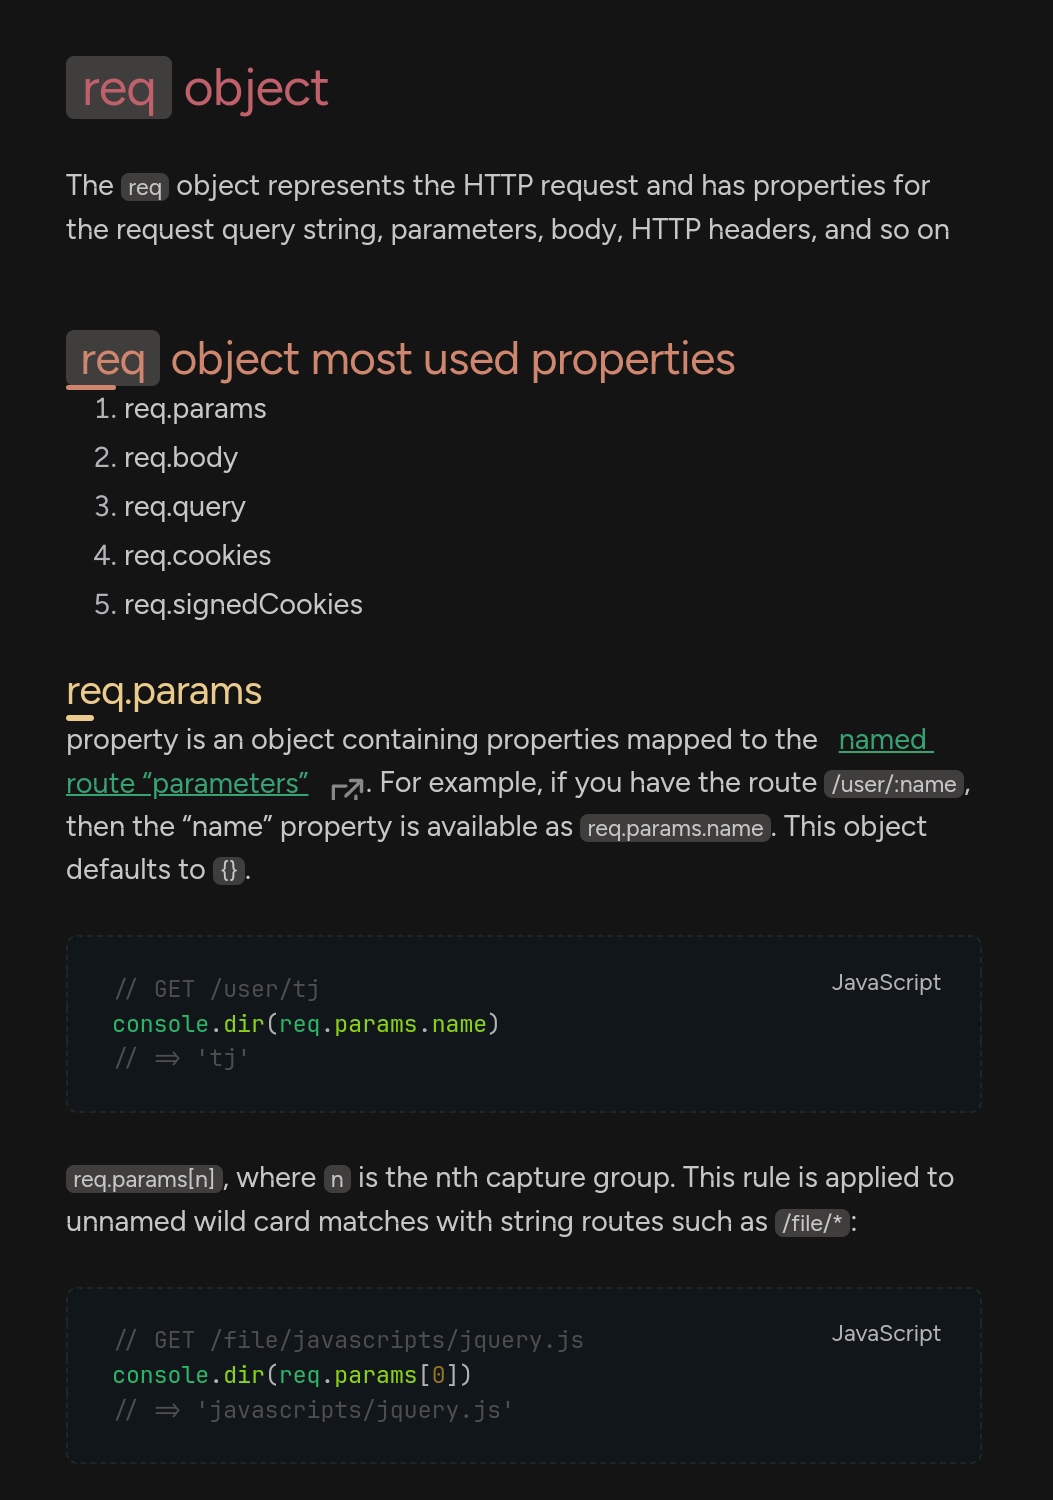 req object
The req object represents the HTTP request and has properties for
the request query string, parameters, body, HTTP headers, and so on
req object most used properties
1. req.params
2. req.body
3. req.query
4. req.cookies
5. req.signedCookies
req.params
property is an object containing properties mapped to the named
route “parameters”. For example, if you have the route /user/:name,
then the “name” property is available as req.params.name. This object
defaults to {}.
JavaScript
// GET /user/tj
console.dir(req.params.name)
// => 'tj'
req.params[n], where n is the nth capture group. This rule is applied to
unnamed wild card matches with string routes such as /file/*:
JavaScript
// GET /file/javascripts/jquery.js
console.dir(req.params[0])
// => 'javascripts/jquery.js'